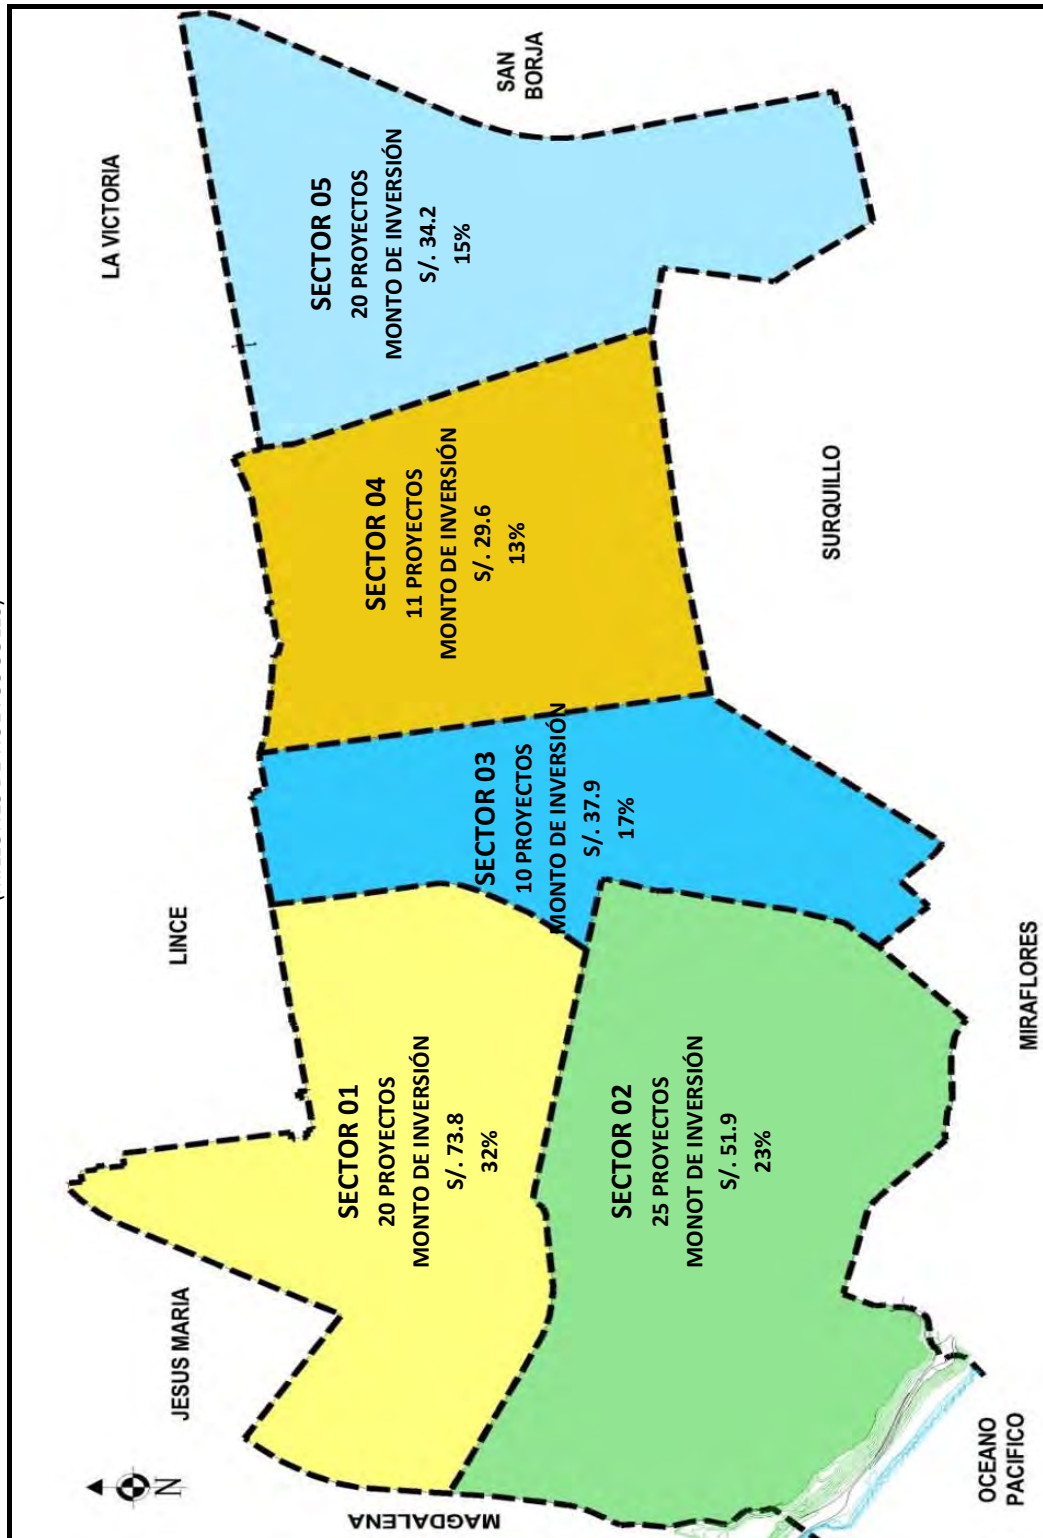 LA VICTORIA
SAN
BORJA
SECTOR 05
20 PROYECTOS
MONTO DE INVERSIÓN
S/. 34.2
15%
SECTOR 04
11 PROYECTOS
MONTO DE INVERSIÓN
S/. 29.6
13%
SURQUILLO
SECTOR 03
10 PROYECTOS
MONTO DE INVERSIÓN
S/. 37.9
17%
LINCE
MIRAFLORES
SECTOR 01
20 PROYECTOS
MONTO DE INVERSIÓN
S/. 73.8
32%
SECTOR 02
25 PROYECTOS
MONOT DE INVERSIÓN
S/. 51.9
23%
JESUS MARIA
N
MAGDALENA
OCEANO
PACIFICO